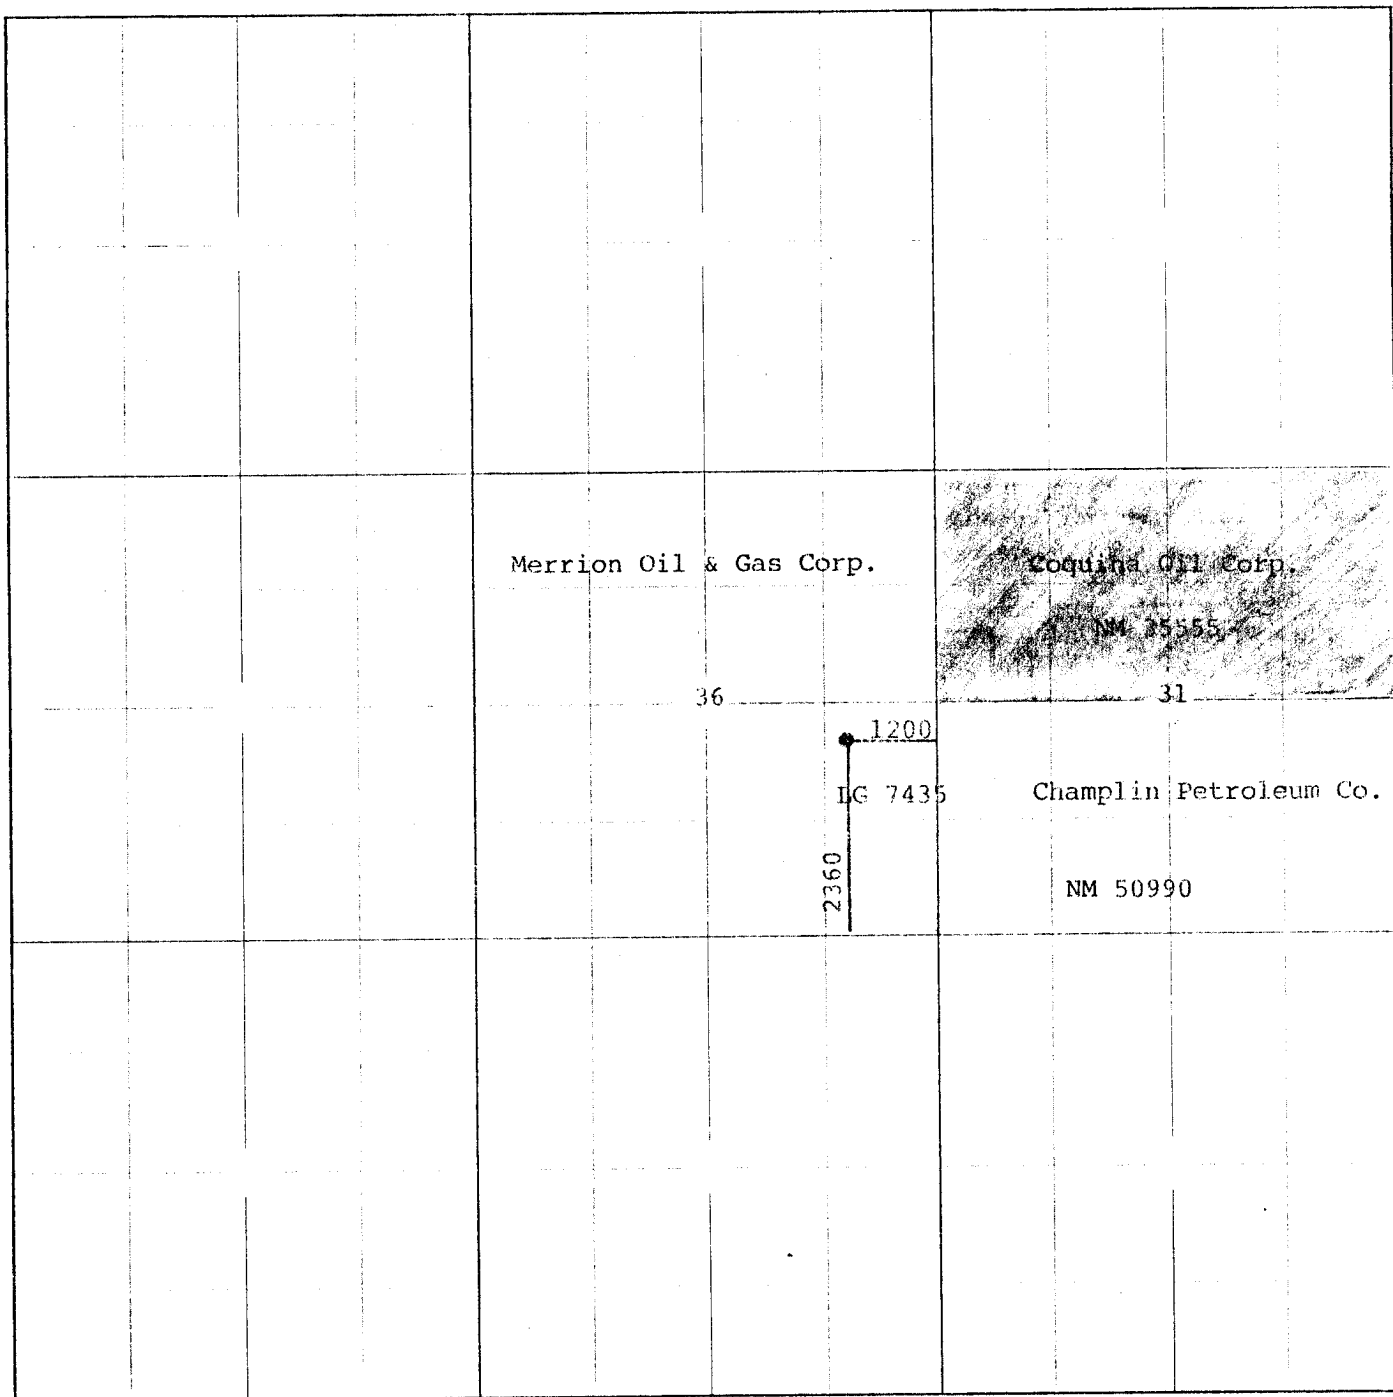 Merrion Oil & Gas Corp.
Coquina Oil Corp.
NM 35555
36
31
1200
LG 7435
Champlin Petroleum Co.
2360
NM 50990